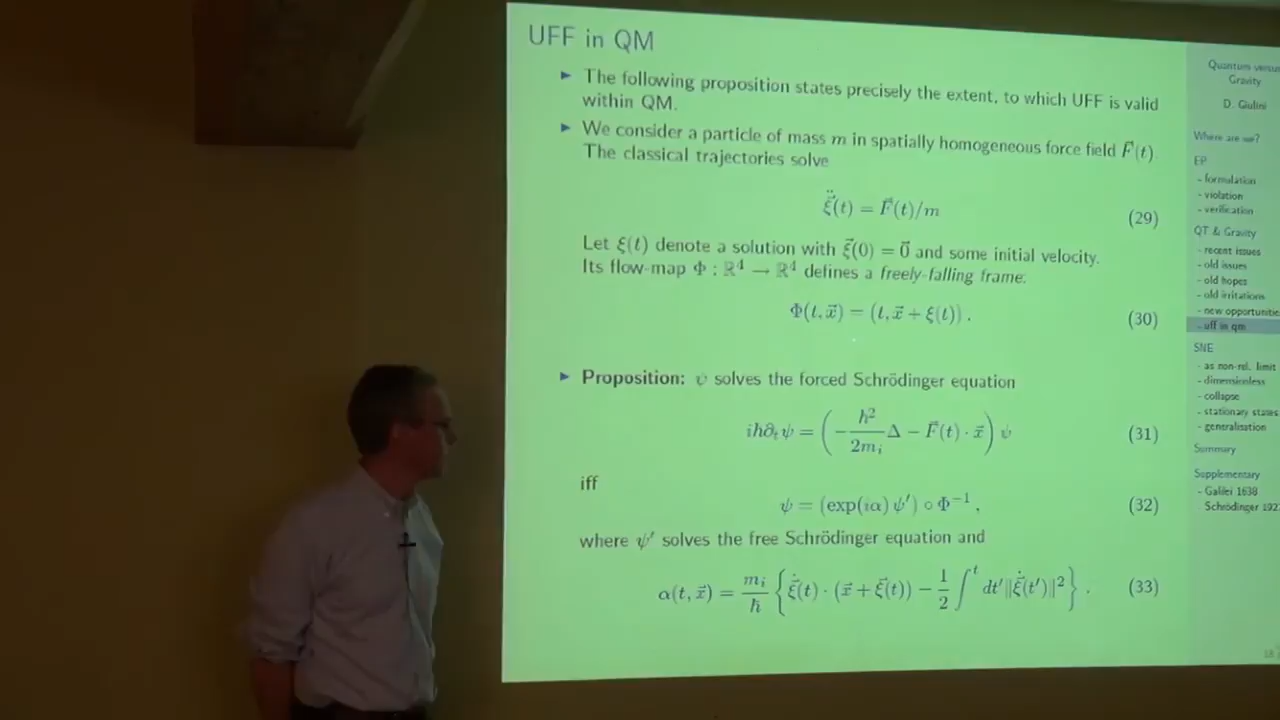 UFF in QM
► The following proposition states precisely the extent, to which UFF is valid
within QM.
► We consider a particle of mass m in spatially homogeneous force field F⃗(t).
The classical trajectories solve
ξ⃗̈(t) = F⃗(t)/m (29)
Let ξ(t) denote a solution with ξ⃗(0) = 0⃗ and some initial velocity.
Its flow-map Φ : ℝ⁴ → ℝ⁴ defines a freely-falling frame:
Φ(t, x⃗) = (t, x⃗ + ξ(t)) . (30)
► Proposition: ψ solves the forced Schrödinger equation
iħ∂ₜψ = (−ħ²/2mᵢ Δ − F⃗(t) · x⃗) ψ (31)
iff
ψ = (exp(iα) ψ′) ∘ Φ⁻¹ , (32)
where ψ′ solves the free Schrödinger equation and
α(t, x⃗) = mᵢ/ħ {ξ⃗̇(t) · (x⃗ + ξ⃗(t)) − 1/2 ∫ᵗ dt′‖ξ⃗̇(t′)‖²} . (33)
Quantum versus
Gravity
D. Giulini
Where are we?
EP
- formulation
- violation
- verification
QT & Gravity
- recent issues
- old issues
- old hopes
- old irritations
- new opportunitie
- uff in qm
SNE
- as non-rel. limit
- dimensionless
- collapse
- stationary states
- generalisation
Summary
Supplementary
- Galilei 1638
Schrödinger 192